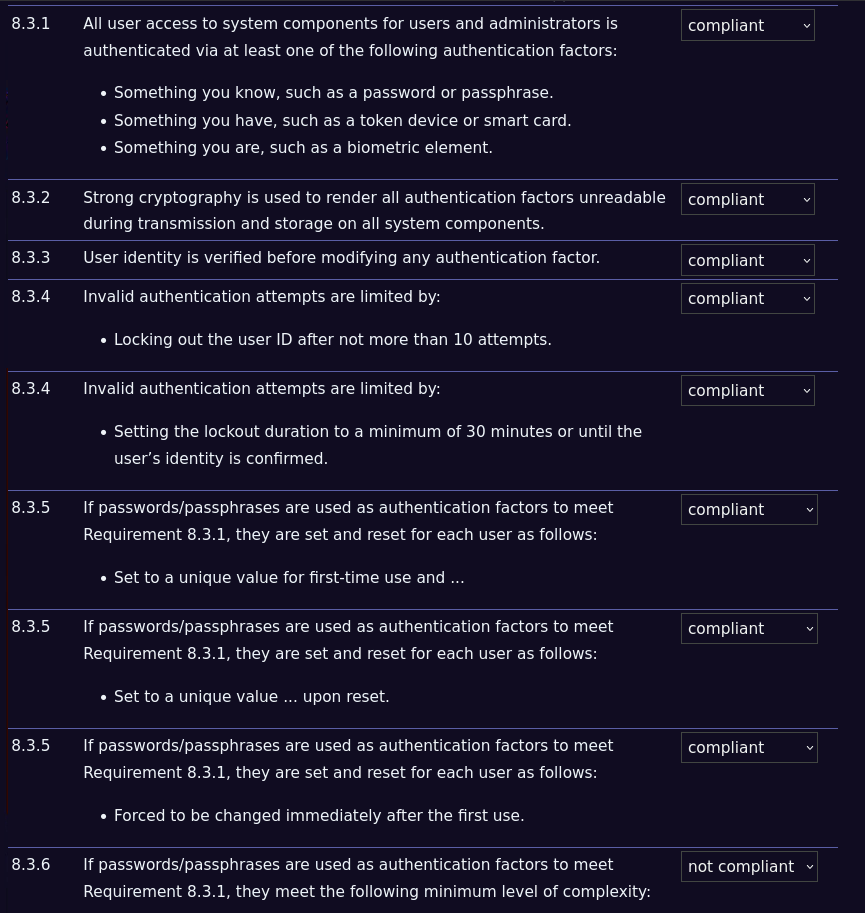 8.3.1 All user access to system components for users and administrators is compliant
authenticated via at least one of the following authentication factors:
• Something you know, such as a password or passphrase.
• Something you have, such as a token device or smart card.
• Something you are, such as a biometric element.
8.3.2 Strong cryptography is used to render all authentication factors unreadable compliant
during transmission and storage on all system components.
8.3.3 User identity is verified before modifying any authentication factor. compliant
8.3.4 Invalid authentication attempts are limited by: compliant
• Locking out the user ID after not more than 10 attempts.
8.3.4 Invalid authentication attempts are limited by: compliant
• Setting the lockout duration to a minimum of 30 minutes or until the
user’s identity is confirmed.
8.3.5 If passwords/passphrases are used as authentication factors to meet compliant
Requirement 8.3.1, they are set and reset for each user as follows:
• Set to a unique value for first-time use and ...
8.3.5 If passwords/passphrases are used as authentication factors to meet compliant
Requirement 8.3.1, they are set and reset for each user as follows:
• Set to a unique value ... upon reset.
8.3.5 If passwords/passphrases are used as authentication factors to meet compliant
Requirement 8.3.1, they are set and reset for each user as follows:
• Forced to be changed immediately after the first use.
8.3.6 If passwords/passphrases are used as authentication factors to meet not compliant
Requirement 8.3.1, they meet the following minimum level of complexity: